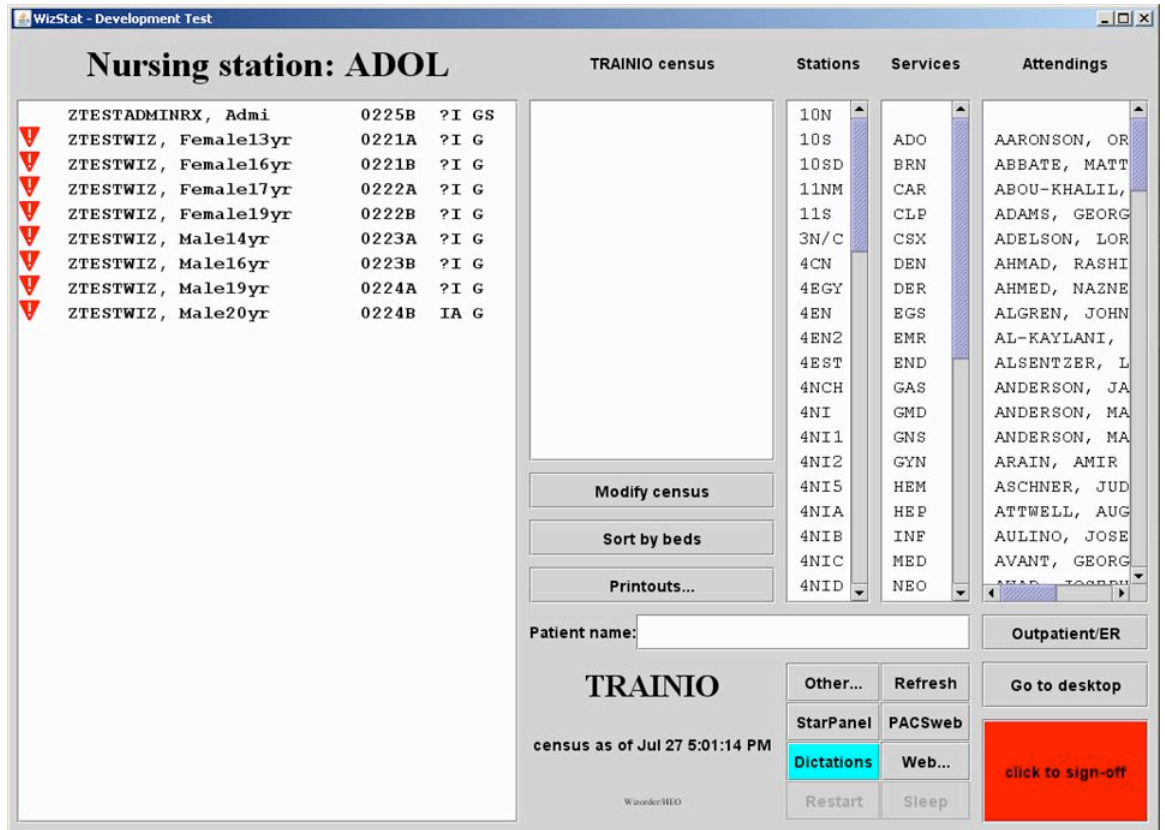 WizStat - Development Test
Nursing station: ADOL
ZTESTADMINRX, Admi 0225B ?I GS
ZTESTWIZ, Female13yr 0221A ?I G
ZTESTWIZ, Female16yr 0221B ?I G
ZTESTWIZ, Female17yr 0222A ?I G
ZTESTWIZ, Female19yr 0222B ?I G
ZTESTWIZ, Male14yr 0223A ?I G
ZTESTWIZ, Male16yr 0223B ?I G
ZTESTWIZ, Male19yr 0224A ?I G
ZTESTWIZ, Male20yr 0224B IA G
TRAINIO census
Modify census
Sort by beds
Printouts...
Stations
10N
10S
10SD
11NM
11S
3N/C
4CN
4EGY
4EN
4EN2
4EST
4NCH
4NI
4NI1
4NI2
4NI5
4NIA
4NIB
4NIC
4NID
Services
ADO
BRN
CAR
CLP
CSX
DEN
DER
EGS
EMR
END
GAS
GMD
GNS
GYN
HEM
HEP
INF
MED
NEO
Attendings
AARONSON, OR
ABBATE, MATT
ABOU-KHALIL,
ADAMS, GEORG
ADELSON, LOR
AHMAD, RASHI
AHMED, NAZNE
ALGREN, JOHN
AL-KAYLANI,
ALSENTZER, L
ANDERSON, JA
ANDERSON, MA
ANDERSON, MA
ARAIN, AMIR
ASCHNER, JUD
ATTWELL, AUG
AULINO, JOSE
AVANT, GEORG
Patient name:
Outpatient/ER
TRAINIO
census as of Jul 27 5:01:14 PM
Wizorder/HEO
Other... Refresh
StarPanel PACSweb
Dictations Web...
Restart Sleep
Go to desktop
click to sign-off